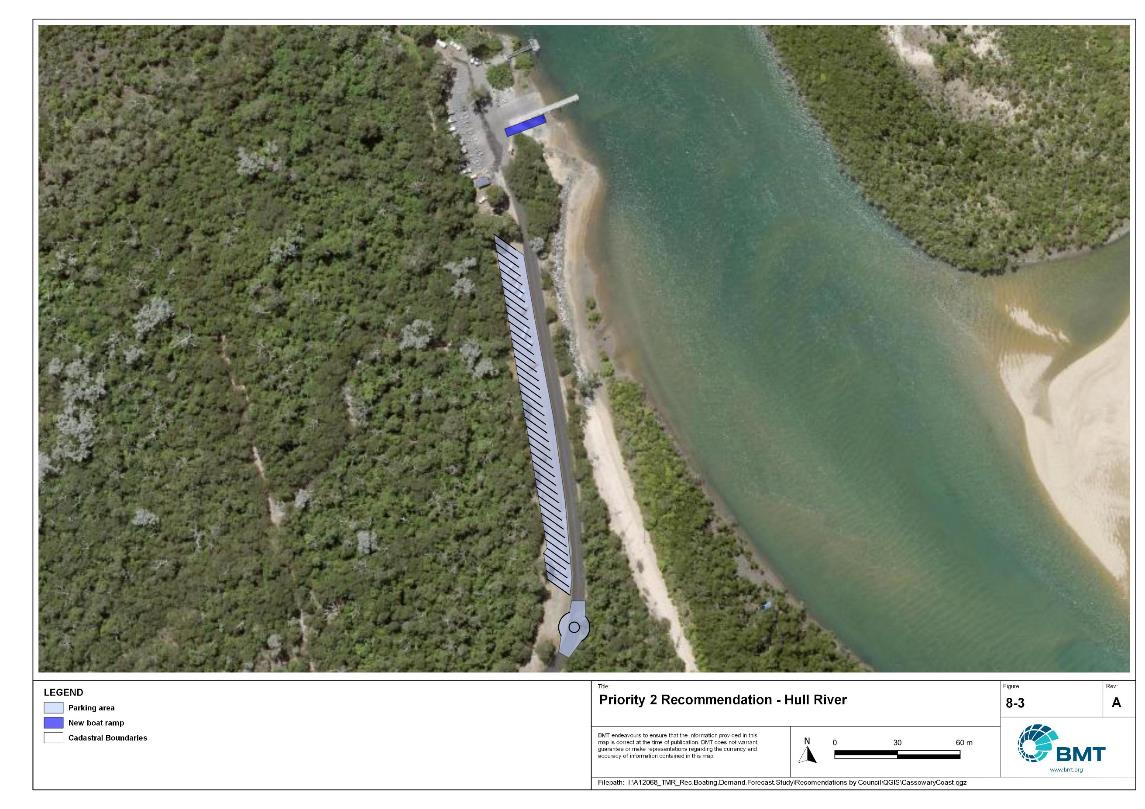 LEGEND
Parking area
New boat ramp
Cadastral Boundaries
Title:
Priority 2 Recommendation - Hull River
Figure:
8-3
Rev:
A
BMT endeavours to ensure that the information provided in this
map is correct at the time of publication. BMT does not warrant,
guarantee or make representations regarding the currency and
accuracy of information contained in this map.
N
0 30 60 m
BMT
www.bmt.org
Filepath: I:\A12068_TMR_Rec.Boating.Demand.Forecast.Study\Recomendations by Council\QGIS\CassowaryCoast.qgz